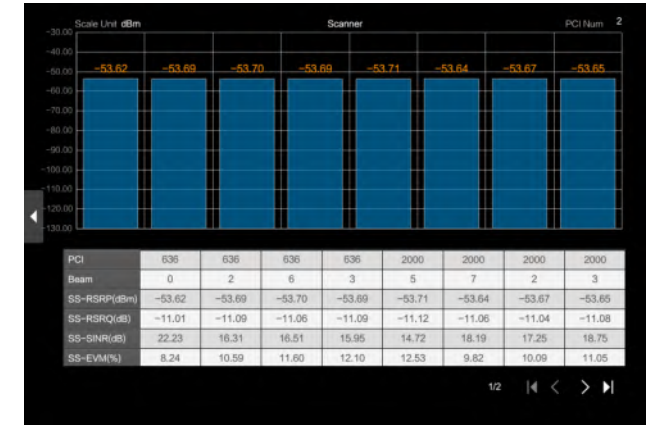 Scale Unit dBm Scanner PCI Num 2
-30.00
-40.00
-50.00
-60.00
-70.00
-80.00
-90.00
-100.00
-110.00
-120.00
-130.00
-53.62 -53.69 -53.70 -53.69 -53.71 -53.64 -53.67 -53.65
PCI 636 636 636 636 2000 2000 2000 2000
Beam 0 2 6 3 5 7 2 3
SS-RSRP(dBm) -53.62 -53.69 -53.70 -53.69 -53.71 -53.64 -53.67 -53.65
SS-RSRQ(dB) -11.01 -11.09 -11.06 -11.09 -11.12 -11.06 -11.04 -11.08
SS-SINR(dB) 22.23 16.31 16.51 15.95 14.72 18.19 17.25 18.75
SS-EVM(%) 8.24 10.59 11.60 12.10 12.53 9.82 10.09 11.05
1/2